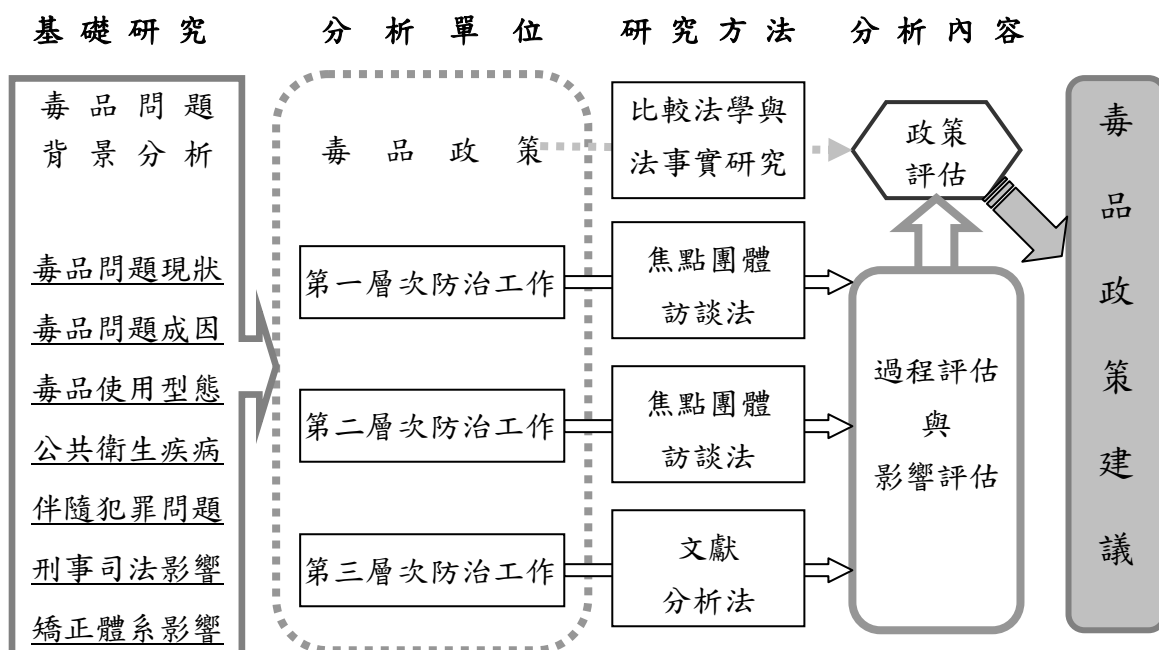 基礎研究
分析單位
研究方法
分析內容
毒品問題
背景分析
毒品問題現狀
毒品問題成因
毒品使用型態
公共衛生疾病
伴隨犯罪問題
刑事司法影響
矯正體系影響
毒品政策
第一層次防治工作
第二層次防治工作
第三層次防治工作
比較法學與
法事實研究
焦點團體
訪談法
焦點團體
訪談法
文獻
分析法
政策
評估
過程評估
與
影響評估
毒品政策建議